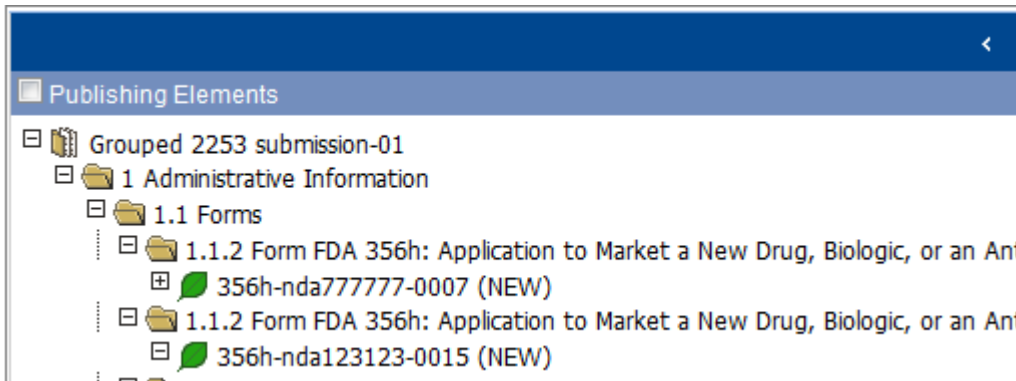 Publishing Elements
Grouped 2253 submission-01
1 Administrative Information
1.1 Forms
1.1.2 Form FDA 356h: Application to Market a New Drug, Biologic, or an Ant
356h-nda777777-0007 (NEW)
1.1.2 Form FDA 356h: Application to Market a New Drug, Biologic, or an Ant
356h-nda123123-0015 (NEW)